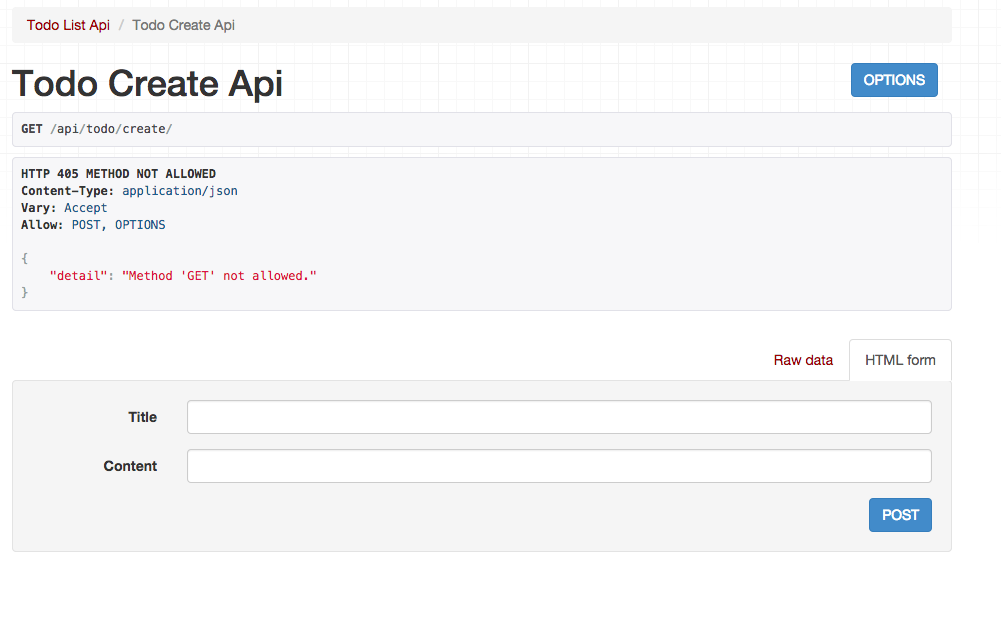 Todo List Api / Todo Create Api
Todo Create Api
OPTIONS
GET /api/todo/create/
HTTP 405 METHOD NOT ALLOWED
Content-Type: application/json
Vary: Accept
Allow: POST, OPTIONS
{
    "detail": "Method 'GET' not allowed."
}
Raw data
HTML form
Title
Content
POST